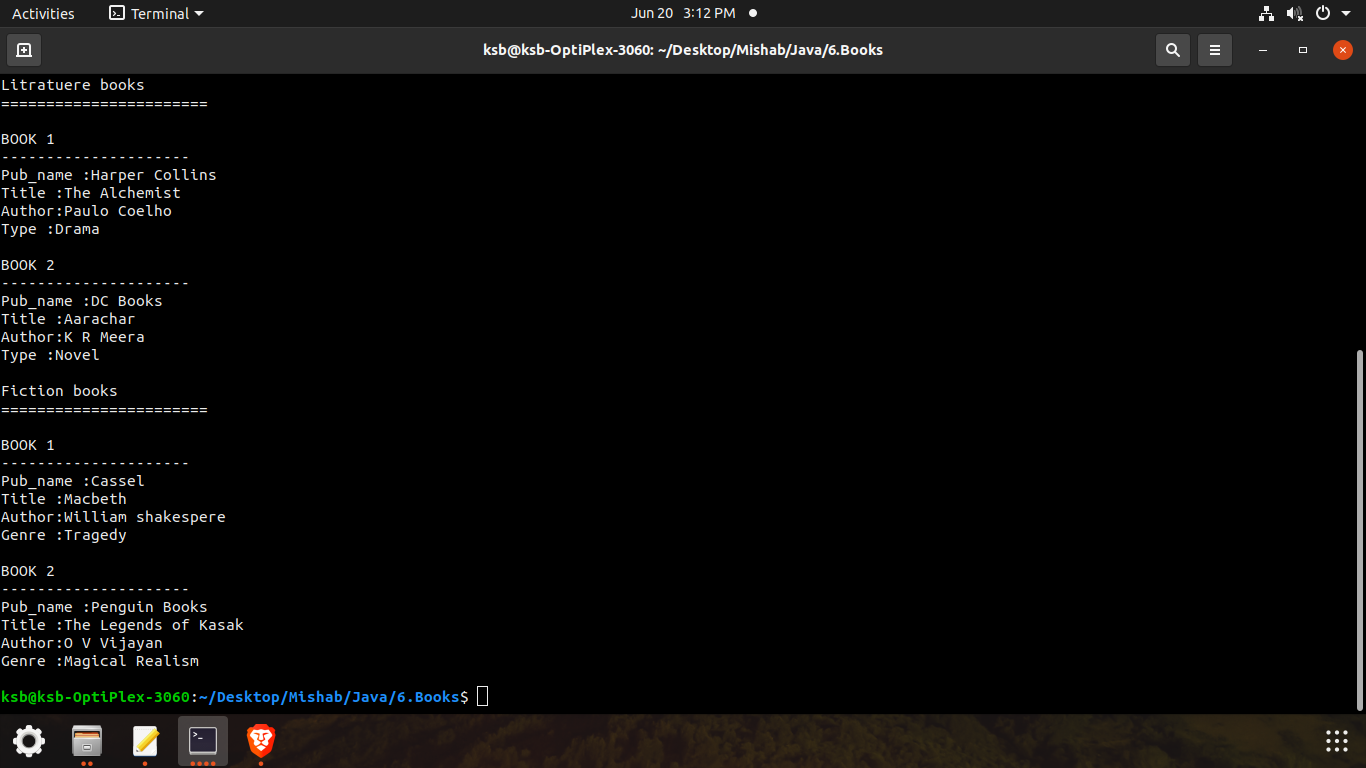 Activities
Terminal
Jun 20 3:12 PM
ksb@ksb-OptiPlex-3060: ~/Desktop/Mishab/Java/6.Books
Litratuere books
=======================

BOOK 1
---------------------
Pub_name :Harper Collins
Title :The Alchemist
Author:Paulo Coelho
Type :Drama

BOOK 2
---------------------
Pub_name :DC Books
Title :Aarachar
Author:K R Meera
Type :Novel

Fiction books
=======================

BOOK 1
---------------------
Pub_name :Cassel
Title :Macbeth
Author:William shakespere
Genre :Tragedy

BOOK 2
---------------------
Pub_name :Penguin Books
Title :The Legends of Kasak
Author:O V Vijayan
Genre :Magical Realism

ksb@ksb-OptiPlex-3060:~/Desktop/Mishab/Java/6.Books$